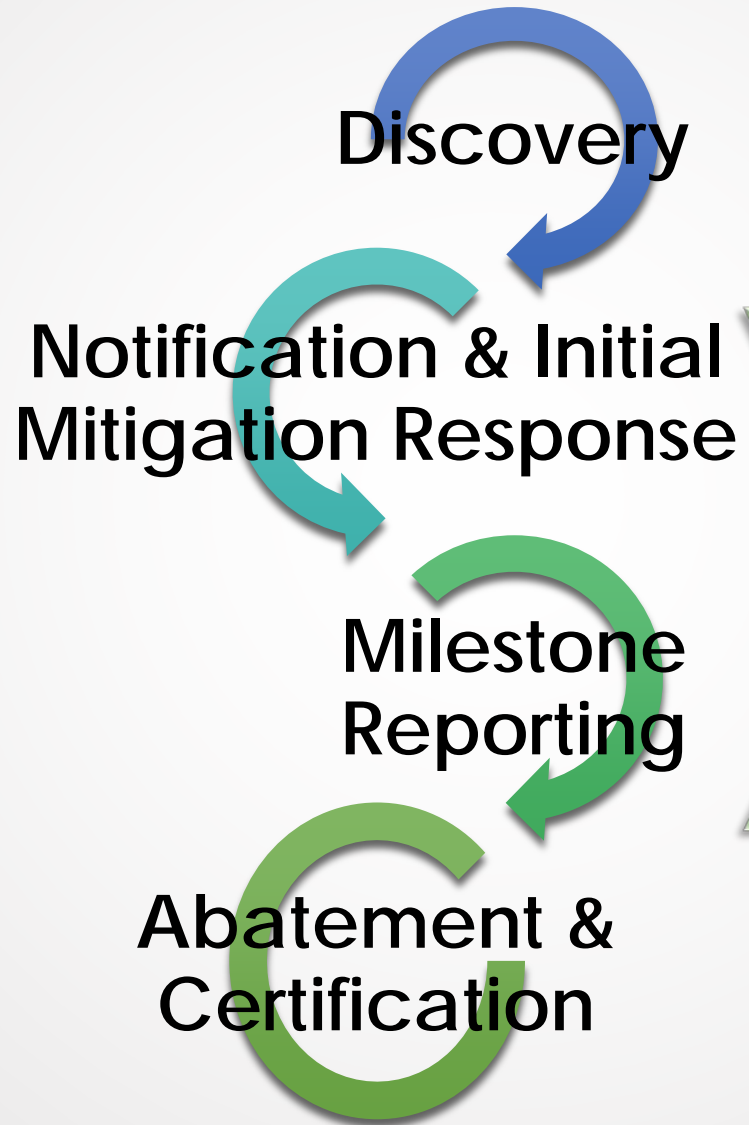 Discovery
Notification & Initial
Mitigation Response
Milestone
Reporting
Abatement &
Certification